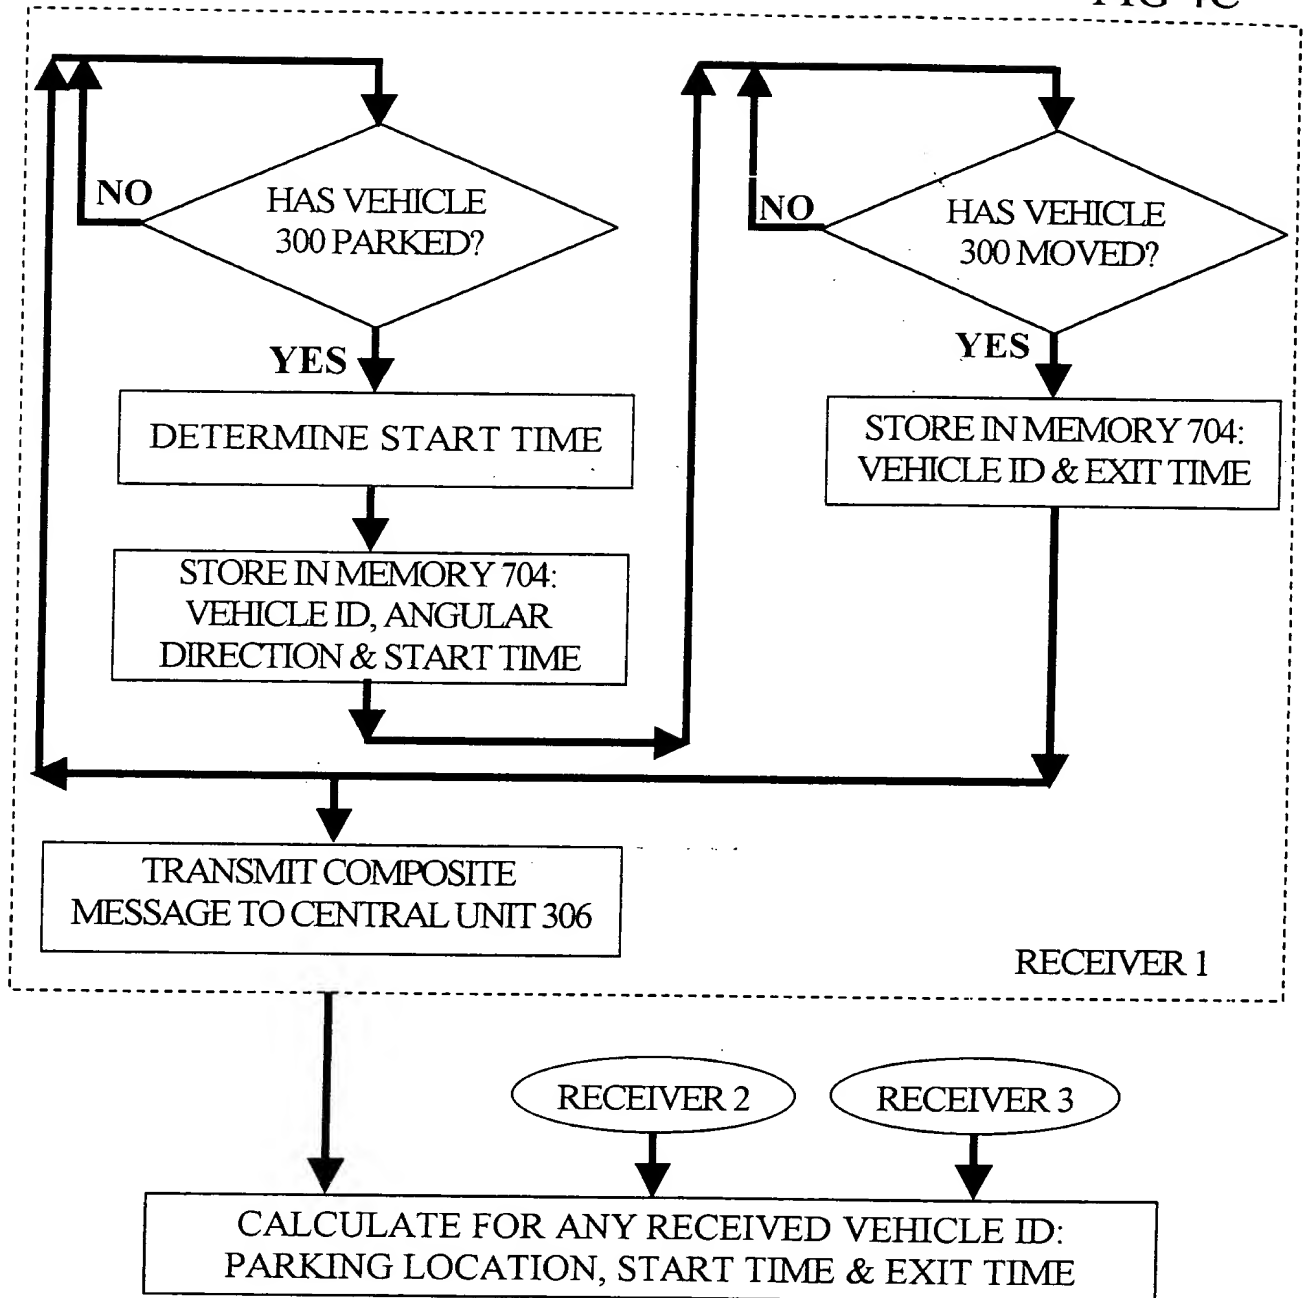 FIG 4C
NO
HAS VEHICLE
300 PARKED?
YES
DETERMINE START TIME
STORE IN MEMORY 704:
VEHICLE ID, ANGULAR
DIRECTION & START TIME
NO
HAS VEHICLE
300 MOVED?
YES
STORE IN MEMORY 704:
VEHICLE ID & EXIT TIME
TRANSMIT COMPOSITE
MESSAGE TO CENTRAL UNIT 306
RECEIVER 1
RECEIVER 2
RECEIVER 3
CALCULATE FOR ANY RECEIVED VEHICLE ID:
PARKING LOCATION, START TIME & EXIT TIME